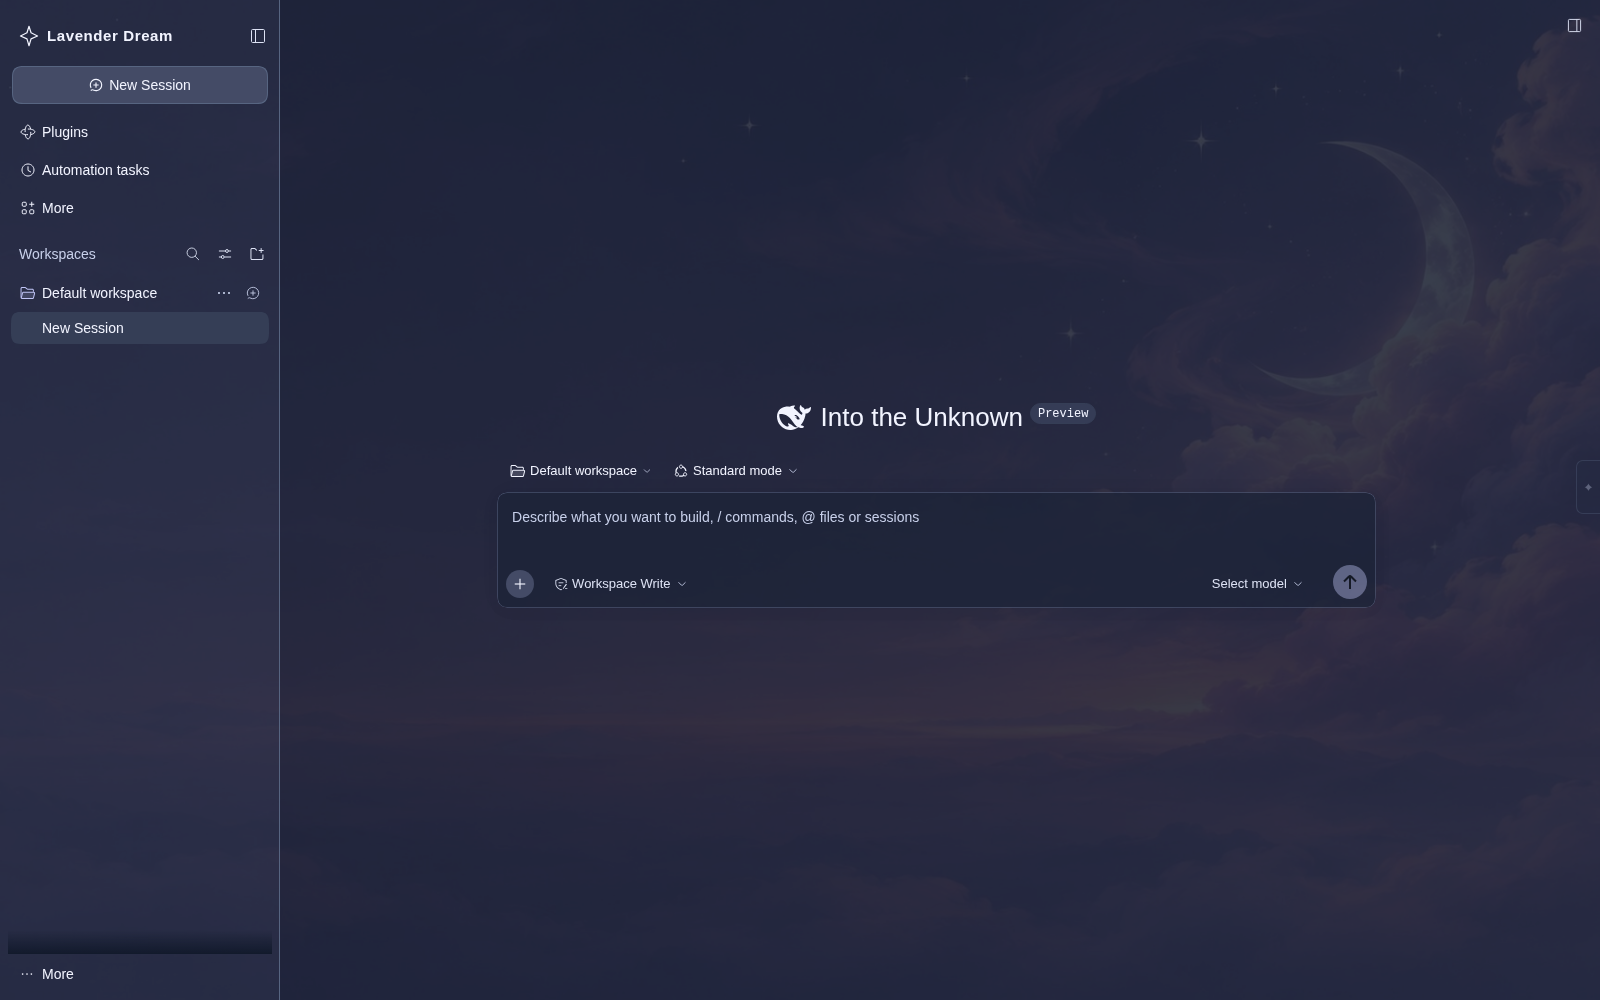 Lavender Dream
New Session
Plugins
Automation tasks
More
Workspaces
Default workspace
New Session
More
Into the Unknown Preview
Default workspace Standard mode
Describe what you want to build, / commands, @ files or sessions
Workspace Write Select model